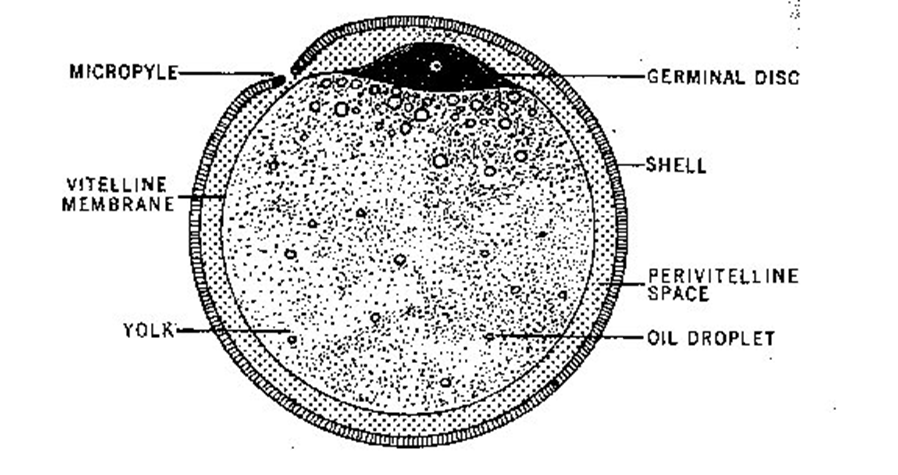 MICROPYLE
GERMINAL DISC
SHELL
VITELLINE
MEMBRANE
PERIVITELLINE
SPACE
YOLK
OIL DROPLET